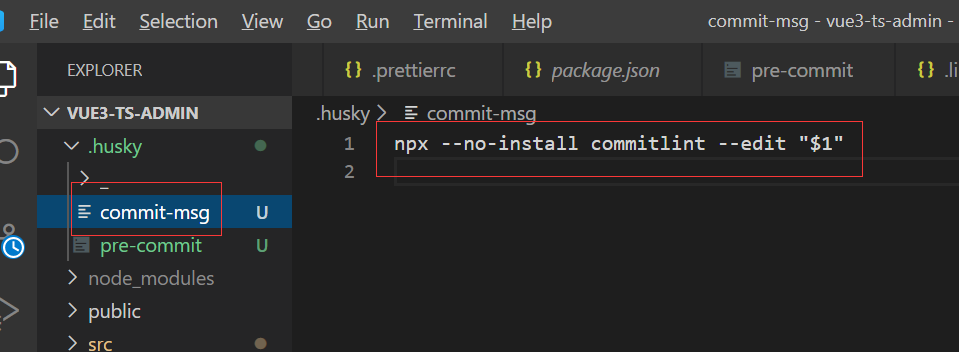 File Edit Selection View Go Run Terminal Help commit-msg - vue3-ts-admin -
EXPLORER
{} .prettierrc {} package.json pre-commit {} .li
VUE3-TS-ADMIN
.husky > commit-msg
.husky
1 npx --no-install commitlint --edit "$1"
2
_
commit-msg U
pre-commit U
node_modules
public
src